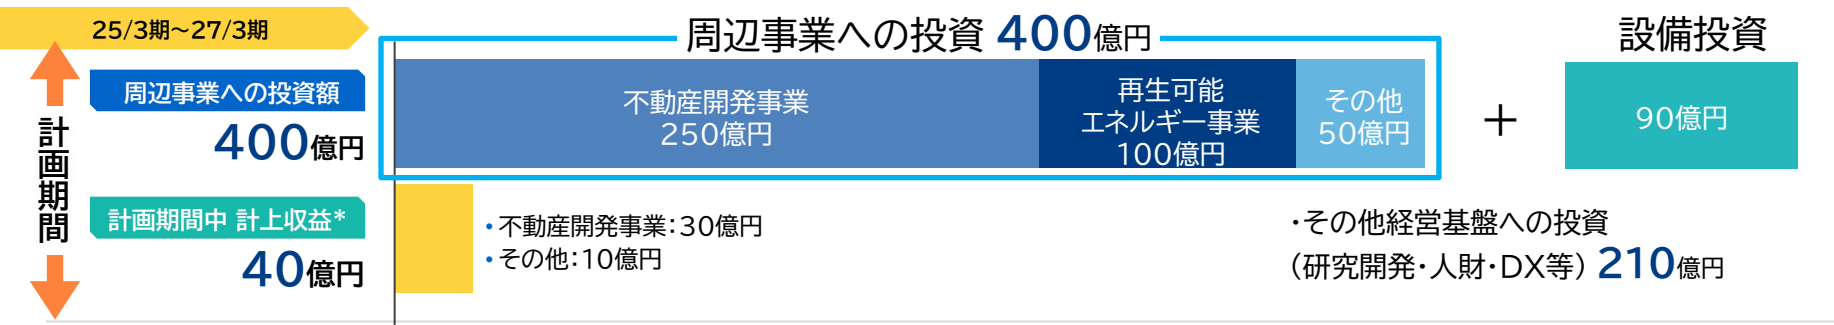 25/3期～27/3期
計画期間
周辺事業への投資額
400億円
計画期間中 計上収益*
40億円
周辺事業への投資 400億円
不動産開発事業
250億円
再生可能
エネルギー事業
100億円
その他
50億円
＋
設備投資
90億円
・不動産開発事業：30億円
・その他：10億円
・その他経営基盤への投資
（研究開発・人財・DX等） 210億円